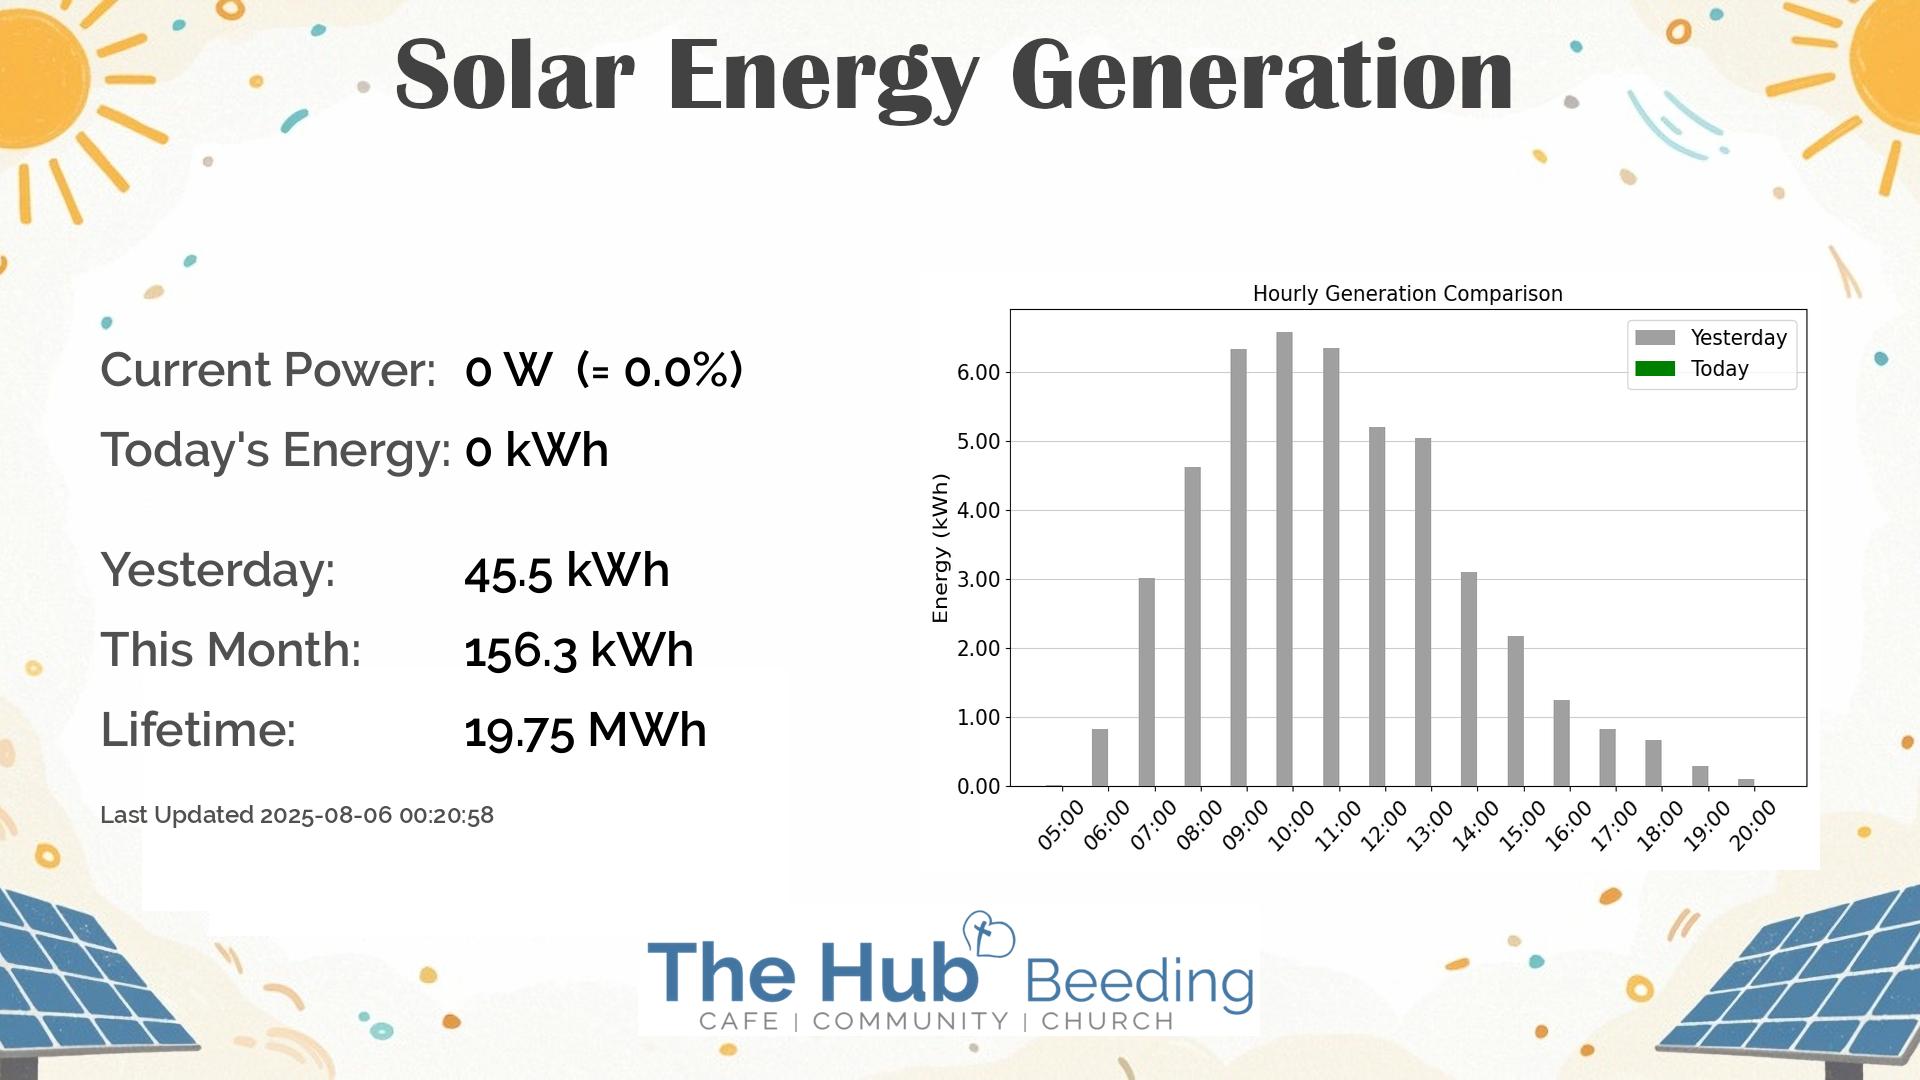 Solar Energy Generation
Current Power: 0 W (= 0.0%)
Today's Energy: 0 kWh
Yesterday: 45.5 kWh
This Month: 156.3 kWh
Lifetime: 19.75 MWh
Last Updated 2025-08-06 00:20:58
Hourly Generation Comparison
Yesterday
Today
Energy (kWh)
6.00
5.00
4.00
3.00
2.00
1.00
0.00
05:00 06:00 07:00 08:00 09:00 10:00 11:00 12:00 13:00 14:00 15:00 16:00 17:00 18:00 19:00 20:00
The Hub Beeding
CAFE | COMMUNITY | CHURCH